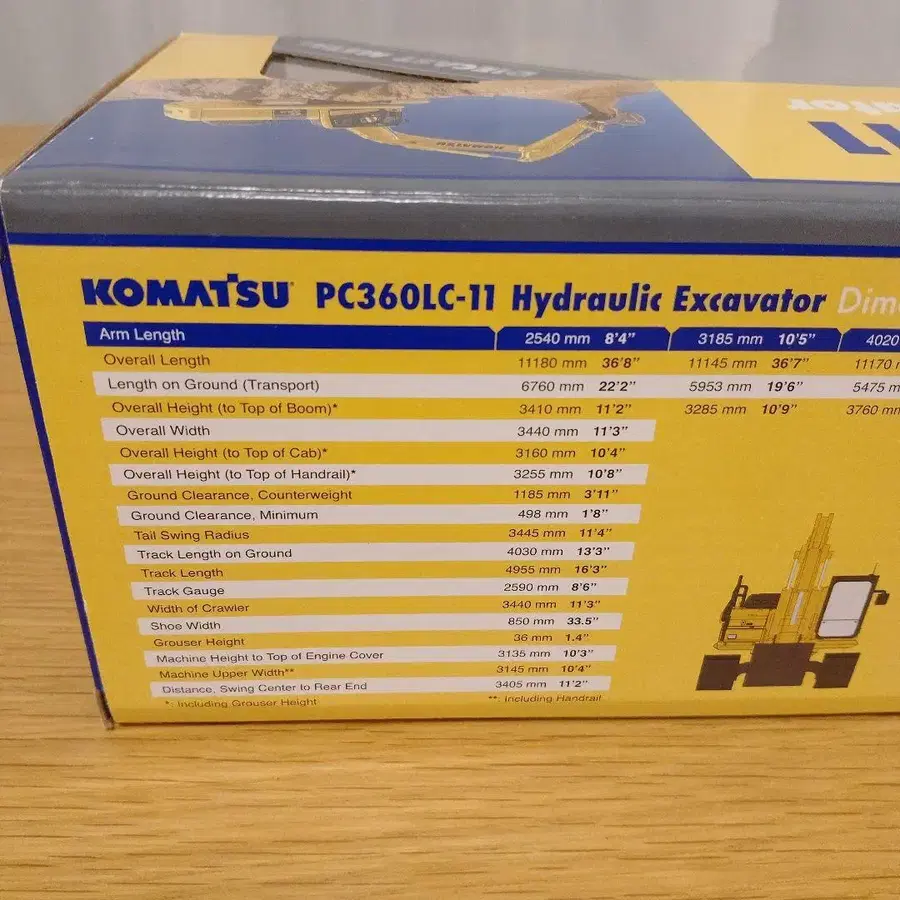 KOMATSU
KOMATSU PC360LC-11 Hydraulic Excavator
Arm Length 2540 mm 8'4" 3185 mm 10'5" 4020
Overall Length 11180 mm 36'8" 11145 mm 36'7" 11170
Length on Ground (Transport) 6760 mm 22'2" 5953 mm 19'6" 5475
Overall Height (to Top of Boom)* 3410 mm 11'2" 3285 mm 10'9" 3760 mm
Overall Width 3440 mm 11'3"
Overall Height (to Top of Cab)* 3160 mm 10'4"
Overall Height (to Top of Handrail)* 3255 mm 10'8"
Ground Clearance, Counterweight 1185 mm 3'11"
Ground Clearance, Minimum 498 mm 1'8"
Tail Swing Radius 3445 mm 11'4"
Track Length on Ground 4030 mm 13'3"
Track Length 4955 mm 16'3"
Track Gauge 2590 mm 8'6"
Width of Crawler 3440 mm 11'3"
Shoe Width 850 mm 33.5"
Grouser Height 36 mm 1.4"
Machine Height to Top of Engine Cover 3135 mm 10'3"
Machine Upper Width** 3145 mm 10'4"
Distance, Swing Center to Rear End 3405 mm 11'2"
*: Including Grouser Height **: Including Handrail